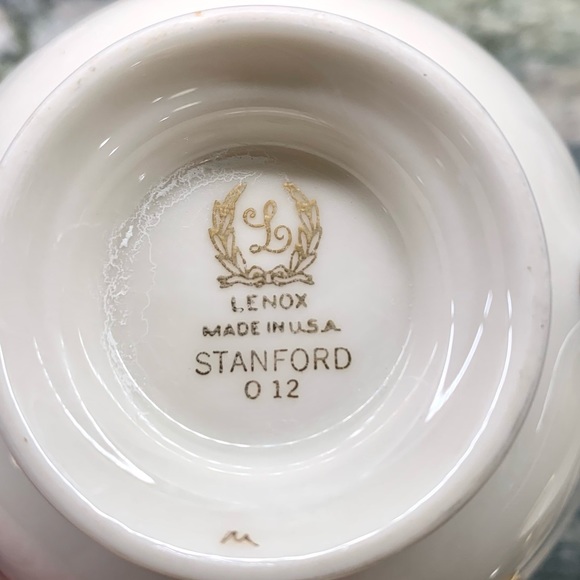 L
LENOX
MADE IN U.S.A.
STANFORD
O 12